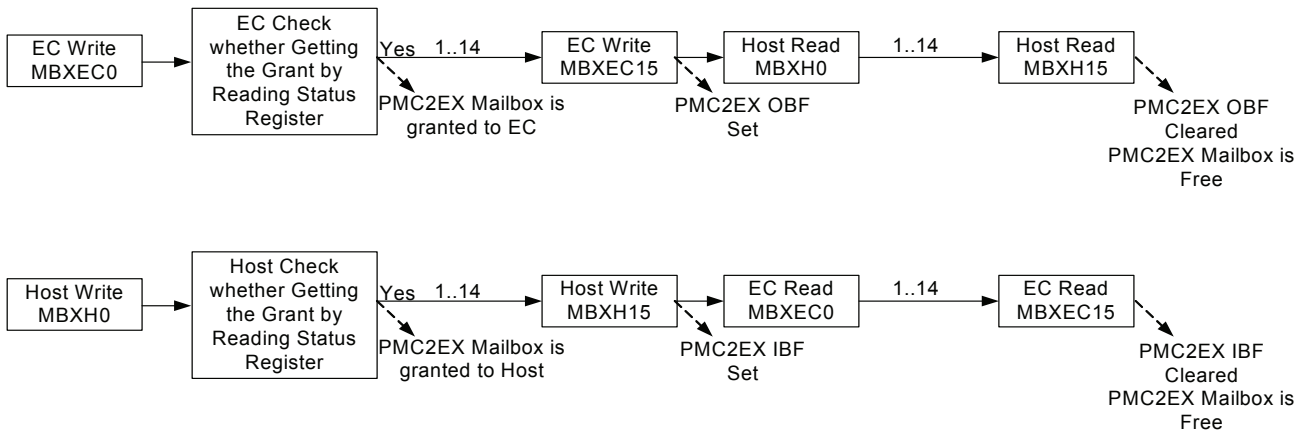 EC Write
MBXEC0
EC Check
whether Getting
the Grant by
Reading Status
Register
Yes
1..14
PMC2EX Mailbox is
granted to EC
EC Write
MBXEC15
PMC2EX OBF
Set
Host Read
MBXH0
1..14
Host Read
MBXH15
PMC2EX OBF
Cleared
PMC2EX Mailbox is
Free
Host Write
MBXH0
Host Check
whether Getting
the Grant by
Reading Status
Register
Yes
1..14
PMC2EX Mailbox is
granted to Host
Host Write
MBXH15
PMC2EX IBF
Set
EC Read
MBXEC0
1..14
EC Read
MBXEC15
PMC2EX IBF
Cleared
PMC2EX Mailbox is
Free